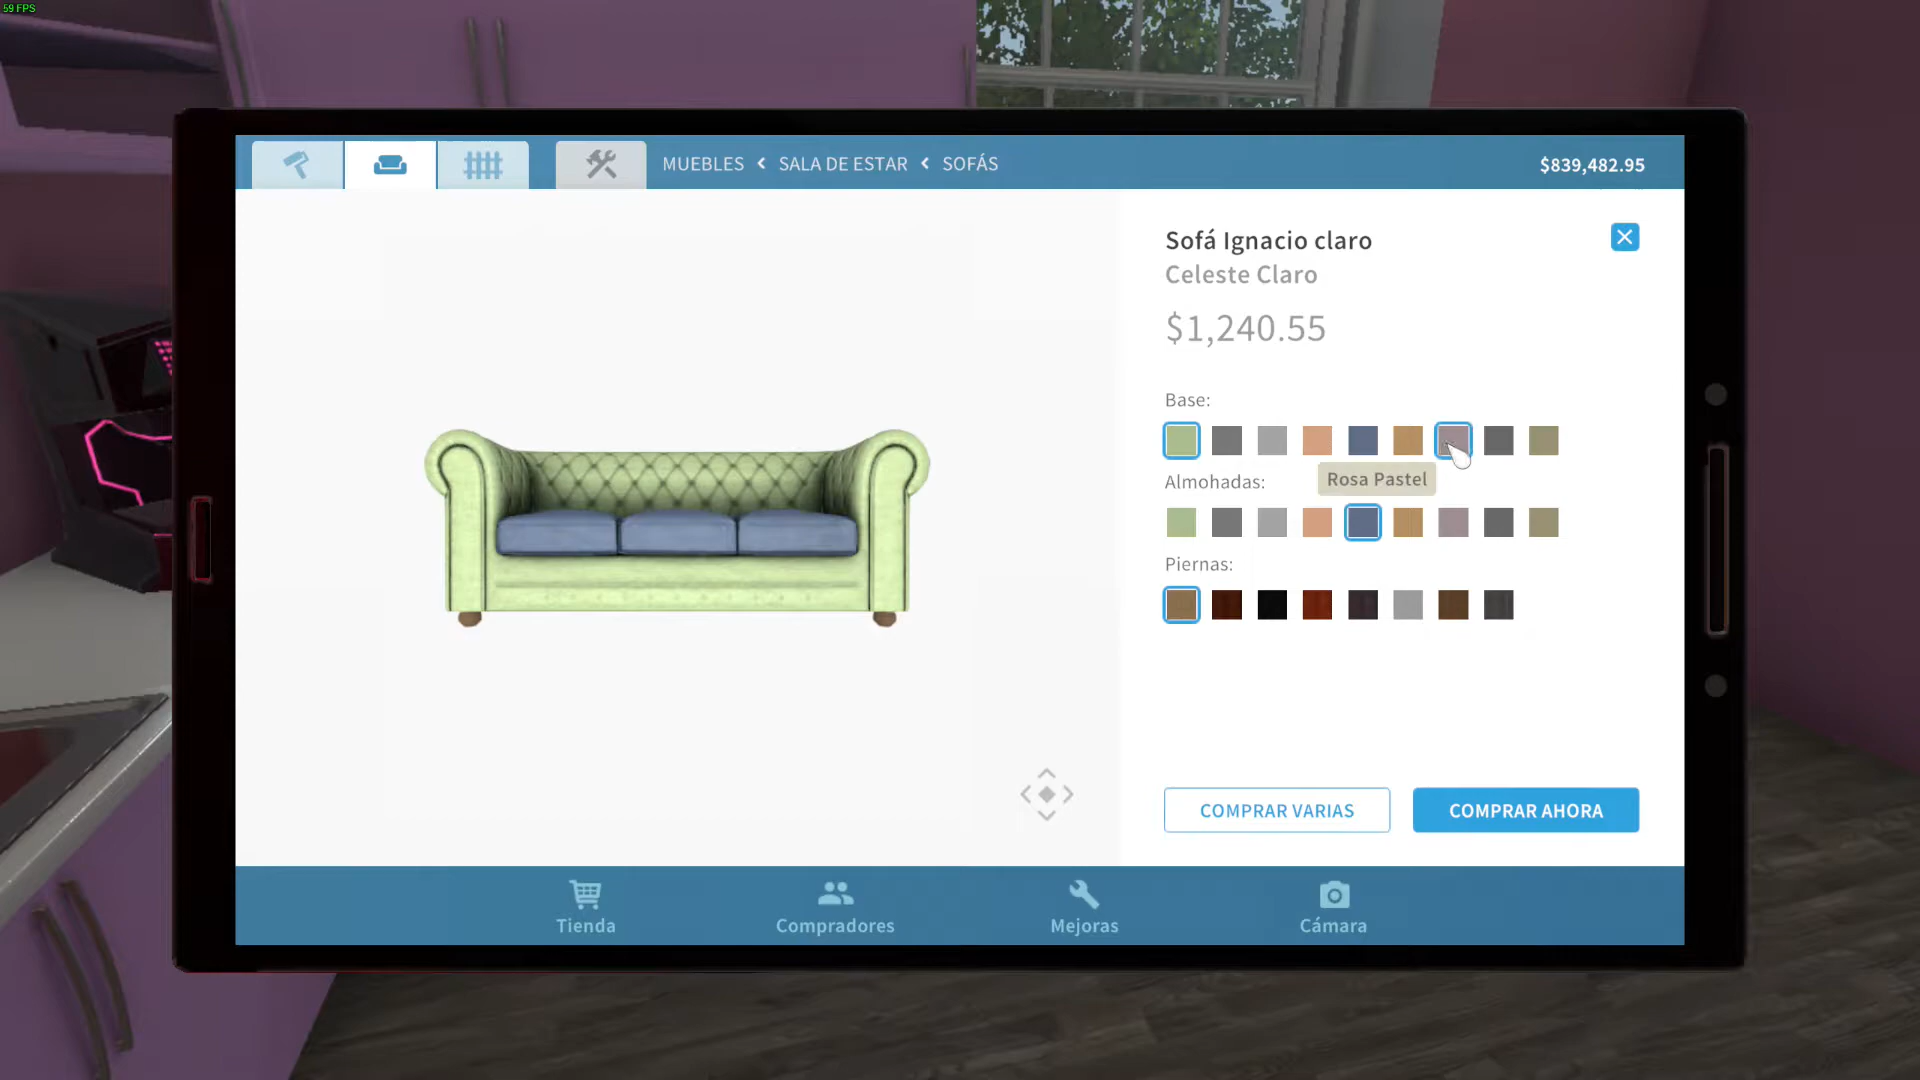 59 FPS
MUEBLES < SALA DE ESTAR < SOFÁS
$839,482.95
Sofá Ignacio claro
Celeste Claro
$1,240.55
Base:
Rosa Pastel
Almohadas:
Piernas:
COMPRAR VARIAS
COMPRAR AHORA
Tienda
Compradores
Mejoras
Cámara